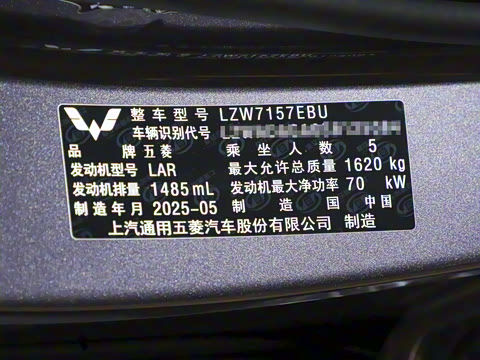 整车型号 LZW7157EBU
车辆识别代号
品牌 五菱 乘坐人数 5
发动机型号 LAR 最大允许总质量 1620 kg
发动机排量 1485 mL 发动机最大净功率 70 kW
制造年月 2025-05 制造国 中国
上汽通用五菱汽车股份有限公司 制造